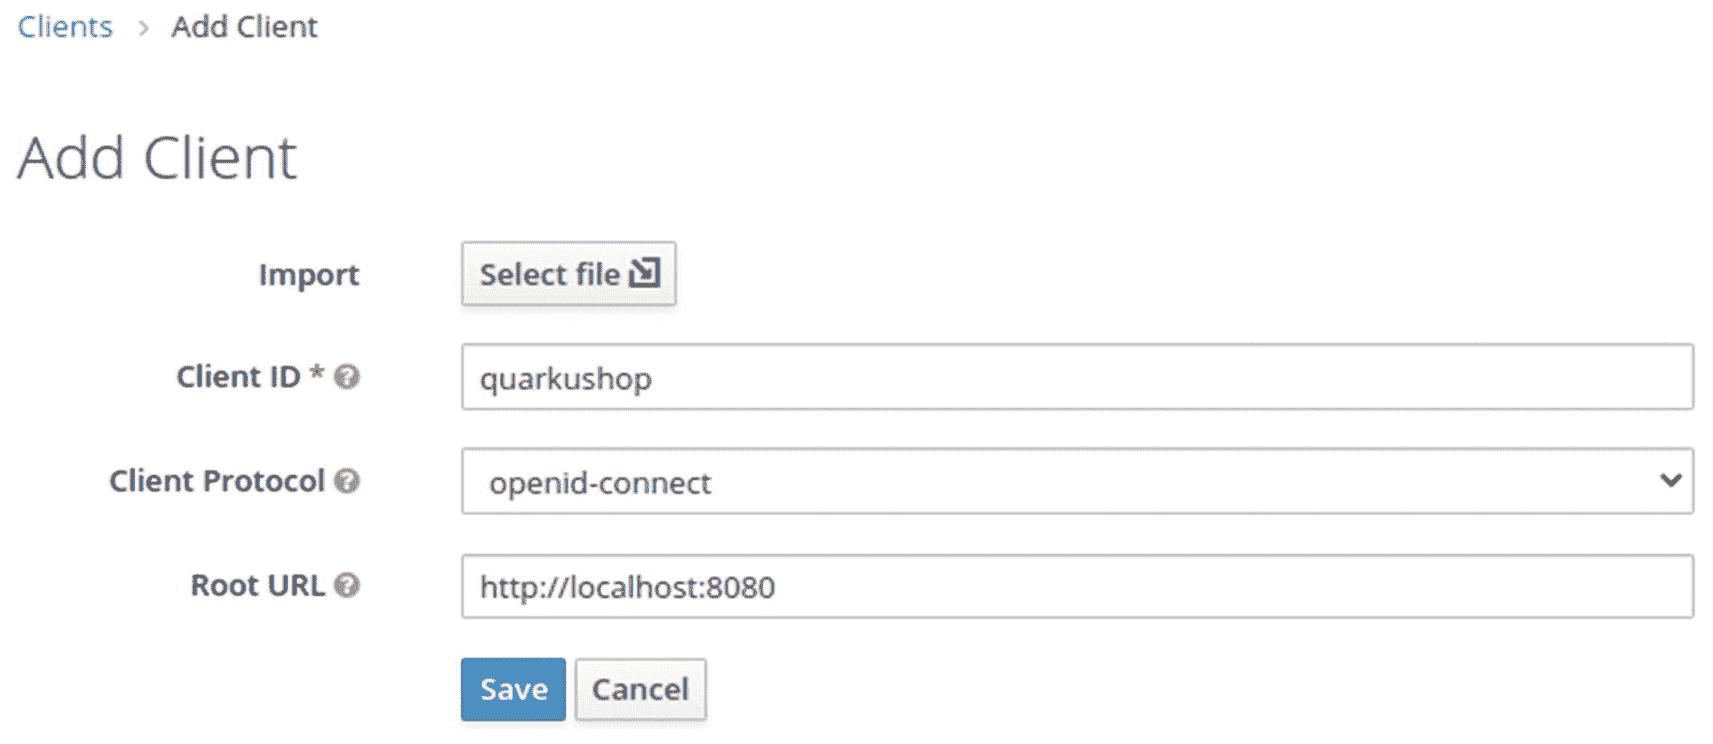 Clients > Add Client
Add Client
Import Select file
Client ID * quarkushop
Client Protocol openid-connect
Root URL http://localhost:8080
Save Cancel